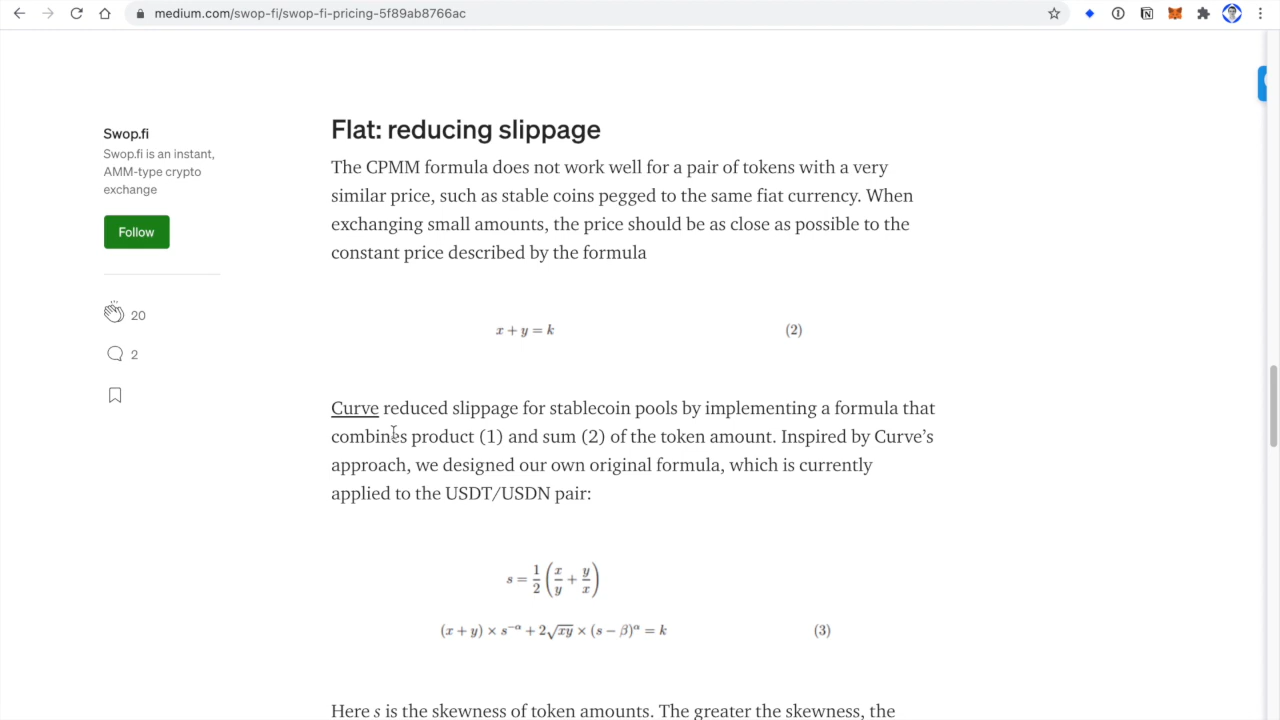 medium.com/swop-fi/swop-fi-pricing-5f89ab8766ac
Swop.fi
Swop.fi is an instant,
AMM-type crypto
exchange
Follow
20
2
Flat: reducing slippage
The CPMM formula does not work well for a pair of tokens with a very
similar price, such as stable coins pegged to the same fiat currency. When
exchanging small amounts, the price should be as close as possible to the
constant price described by the formula
x + y = k (2)
Curve reduced slippage for stablecoin pools by implementing a formula that
combines product (1) and sum (2) of the token amount. Inspired by Curve’s
approach, we designed our own original formula, which is currently
applied to the USDT/USDN pair:
s = 1/2 (x/y + y/x)
(x + y) × s^−α + 2√xy × (s − β)^α = k (3)
Here s is the skewness of token amounts. The greater the skewness, the